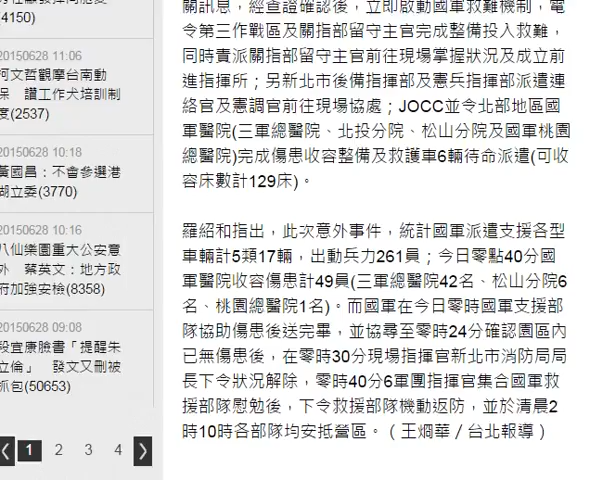 (4150)
20150628 11:06
柯文哲觀摩台南動
保 讚工作犬培訓制
度(2537)
20150628 10:18
黃國昌：不會參選港
湖立委(3770)
20150628 10:16
八仙樂園重大公安意
外 蔡英文：地方政
府加強安檢(8358)
20150628 09:08
段宜康臉書「提醒朱
立倫」 發文又刪被
抓包(50653)
1 2 3 4
關訊息，經查證確認後，立即啟動國軍救難機制，電
令第三作戰區及關指部留守主官完成整備投入救難，
同時責派關指部留守主官前往現場掌握狀況及成立前
進指揮所；另新北市後備指揮部及憲兵指揮部派遣連
絡官及憲調官前往現場協處；JOCC並令北部地區國
軍醫院(三軍總醫院、北投分院、松山分院及國軍桃園
總醫院)完成傷患收容整備及救護車6輛待命派遣(可收
容床數計129床)。
羅紹和指出，此次意外事件，統計國軍派遣支援各型
車輛計5類17輛，出動兵力261員；今日零點40分國
軍醫院收容傷患計49員(三軍總醫院42名、松山分院6
名、桃園總醫院1名)。而國軍在今日零時國軍支援部
隊協助傷患後送完畢，並協尋至零時24分確認園區內
已無傷患後，在零時30分現場指揮官新北市消防局局
長下令狀況解除，零時40分6軍團指揮官集合國軍救
援部隊慰勉後，下令救援部隊機動返防，並於清晨2
時10時各部隊均安抵營區。（王烱華／台北報導）